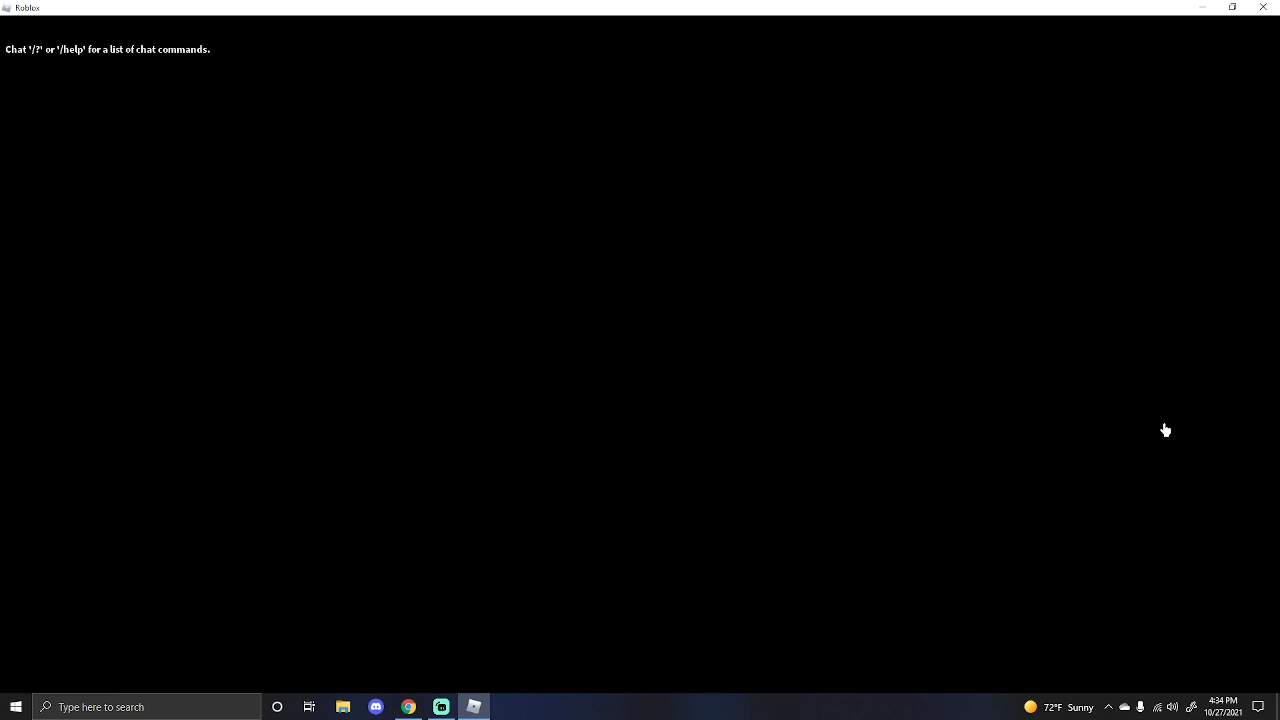 Roblox
Chat '/?' or '/help' for a list of chat commands.
Type here to search
72°F Sunny
4:34 PM
10/27/2021